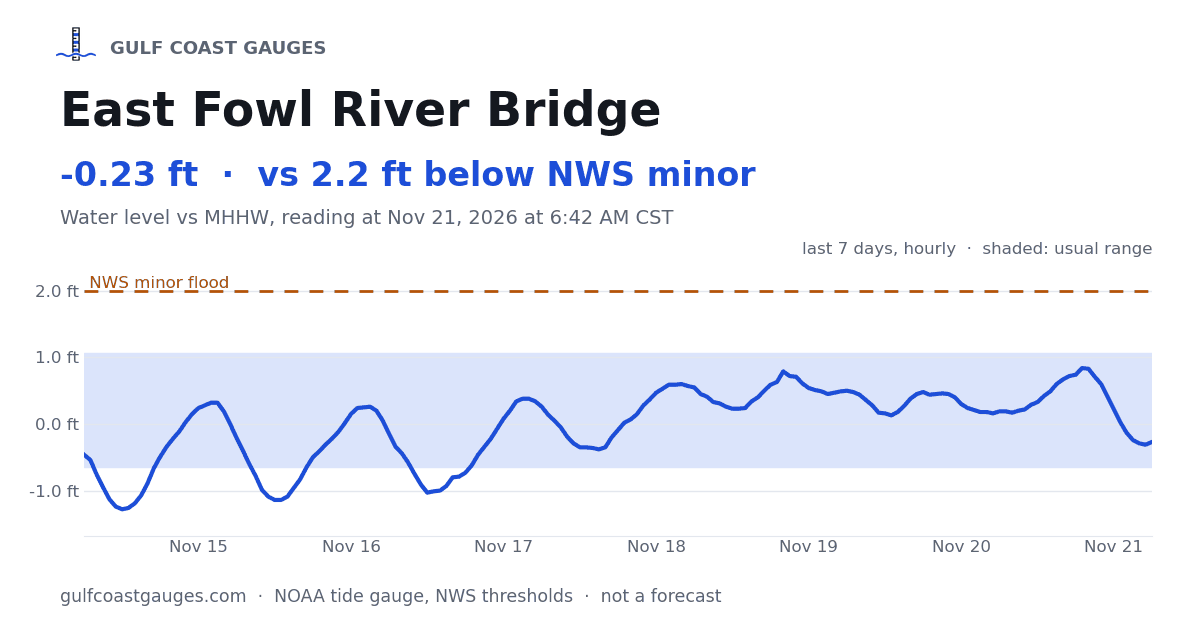 GULF COAST GAUGES
East Fowl River Bridge
-0.23 ft · vs 2.2 ft below NWS minor
Water level vs MHHW, reading at Nov 21, 2026 at 6:42 AM CST
last 7 days, hourly · shaded: usual range
NWS minor flood
2.0 ft
1.0 ft
0.0 ft
-1.0 ft
Nov 15 Nov 16 Nov 17 Nov 18 Nov 19 Nov 20 Nov 21
gulfcoastgauges.com · NOAA tide gauge, NWS thresholds · not a forecast